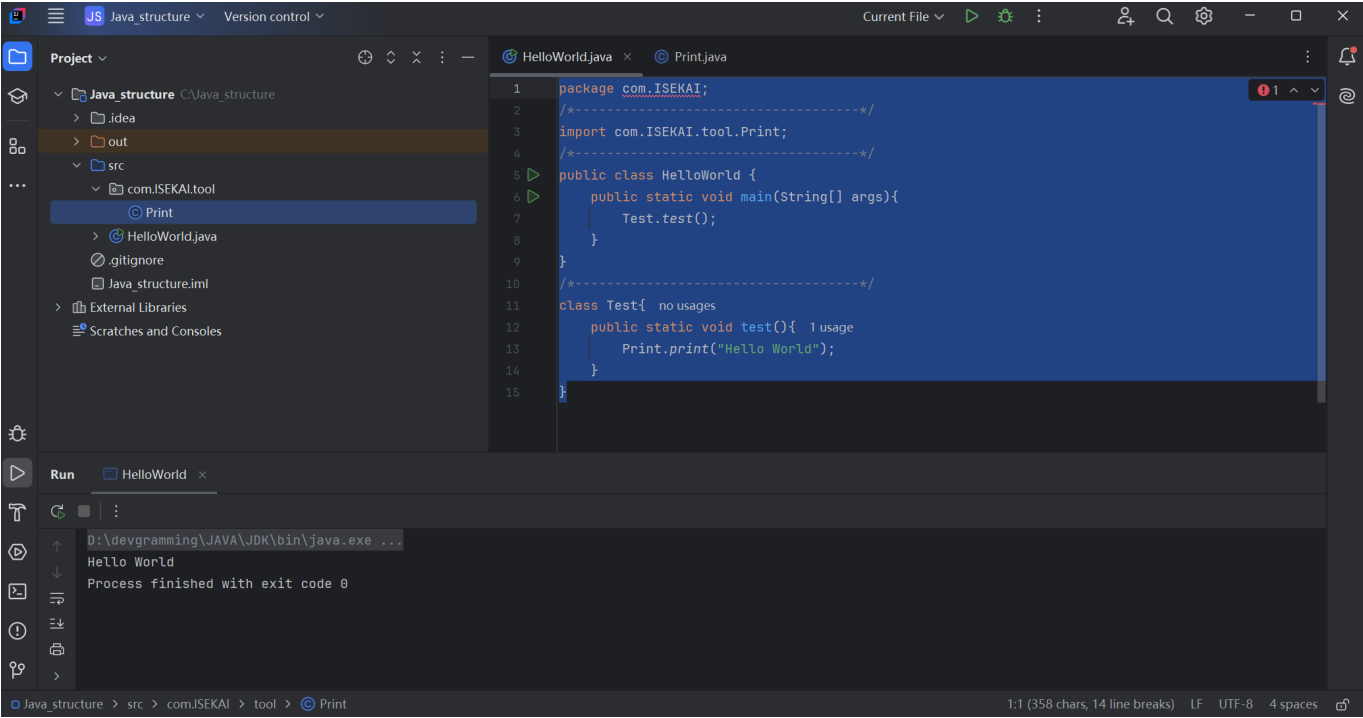 JS Java_structure Version control Current File
Project
HelloWorld.java Print.java
Java_structure C:\Java_structure
.idea
out
src
com.ISEKAI.tool
Print
HelloWorld.java
.gitignore
Java_structure.iml
External Libraries
Scratches and Consoles
1 package com.ISEKAI; 1
2 /*------------------------------------*/
3 import com.ISEKAI.tool.Print;
4 /*------------------------------------*/
5 public class HelloWorld {
6 public static void main(String[] args){
7 Test.test();
8 }
9 }
10 /*------------------------------------*/
11 class Test{ no usages
12 public static void test(){ 1 usage
13 Print.print("Hello World");
14 }
15 }
Run HelloWorld
D:\devgramming\JAVA\JDK\bin\java.exe ...
Hello World
Process finished with exit code 0
Java_structure > src > com.ISEKAI > tool > Print 1:1 (358 chars, 14 line breaks) LF UTF-8 4 spaces